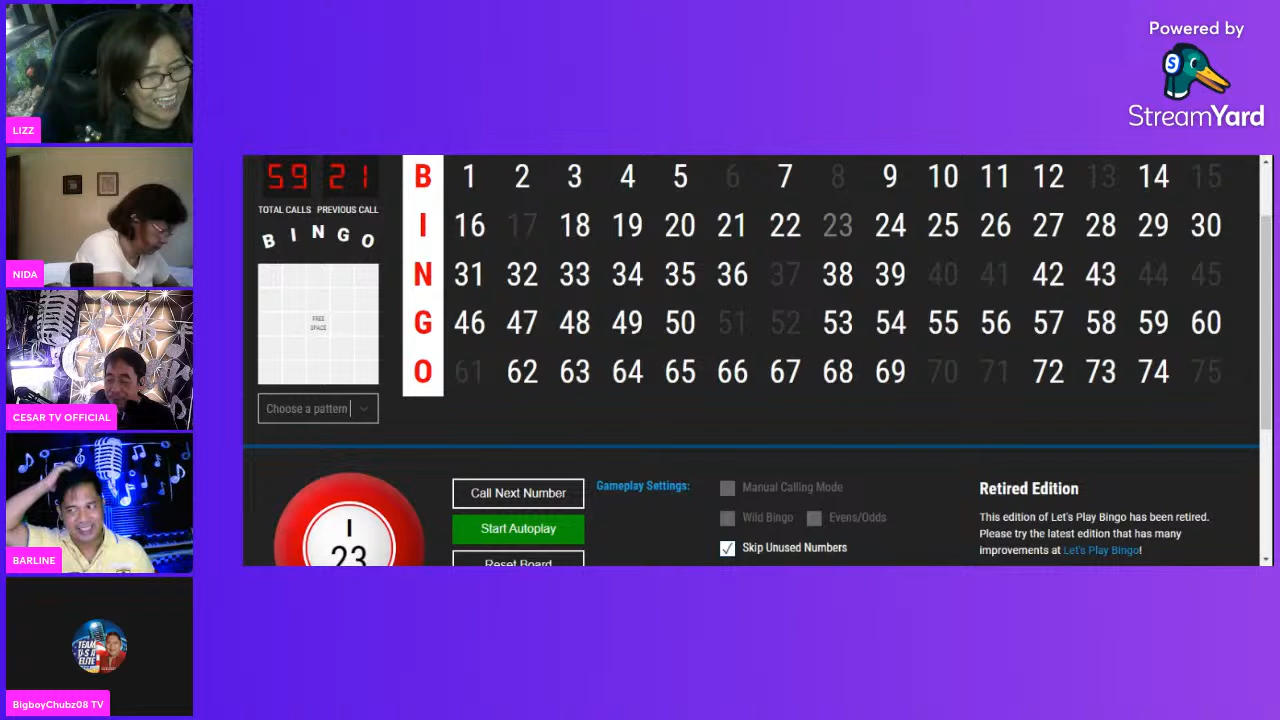 Powered by
StreamYard
LIZZ
NIDA
CESAR TV OFFICIAL
BARLINE
TEAM
U·S A
ELITE
BigboyChubz08 TV
59 21
TOTAL CALLS PREVIOUS CALL
B I N G O
FREE
SPACE
Choose a pattern
B 1 2 3 4 5 6 7 8 9 10 11 12 13 14 15
I 16 17 18 19 20 21 22 23 24 25 26 27 28 29 30
N 31 32 33 34 35 36 37 38 39 40 41 42 43 44 45
G 46 47 48 49 50 51 52 53 54 55 56 57 58 59 60
O 61 62 63 64 65 66 67 68 69 70 71 72 73 74 75
I
23
Call Next Number
Start Autoplay
Reset Board
Gameplay Settings:
Manual Calling Mode
Wild Bingo Evens/Odds
Skip Unused Numbers
Retired Edition
This edition of Let's Play Bingo has been retired.
Please try the latest edition that has many
improvements at Let's Play Bingo!